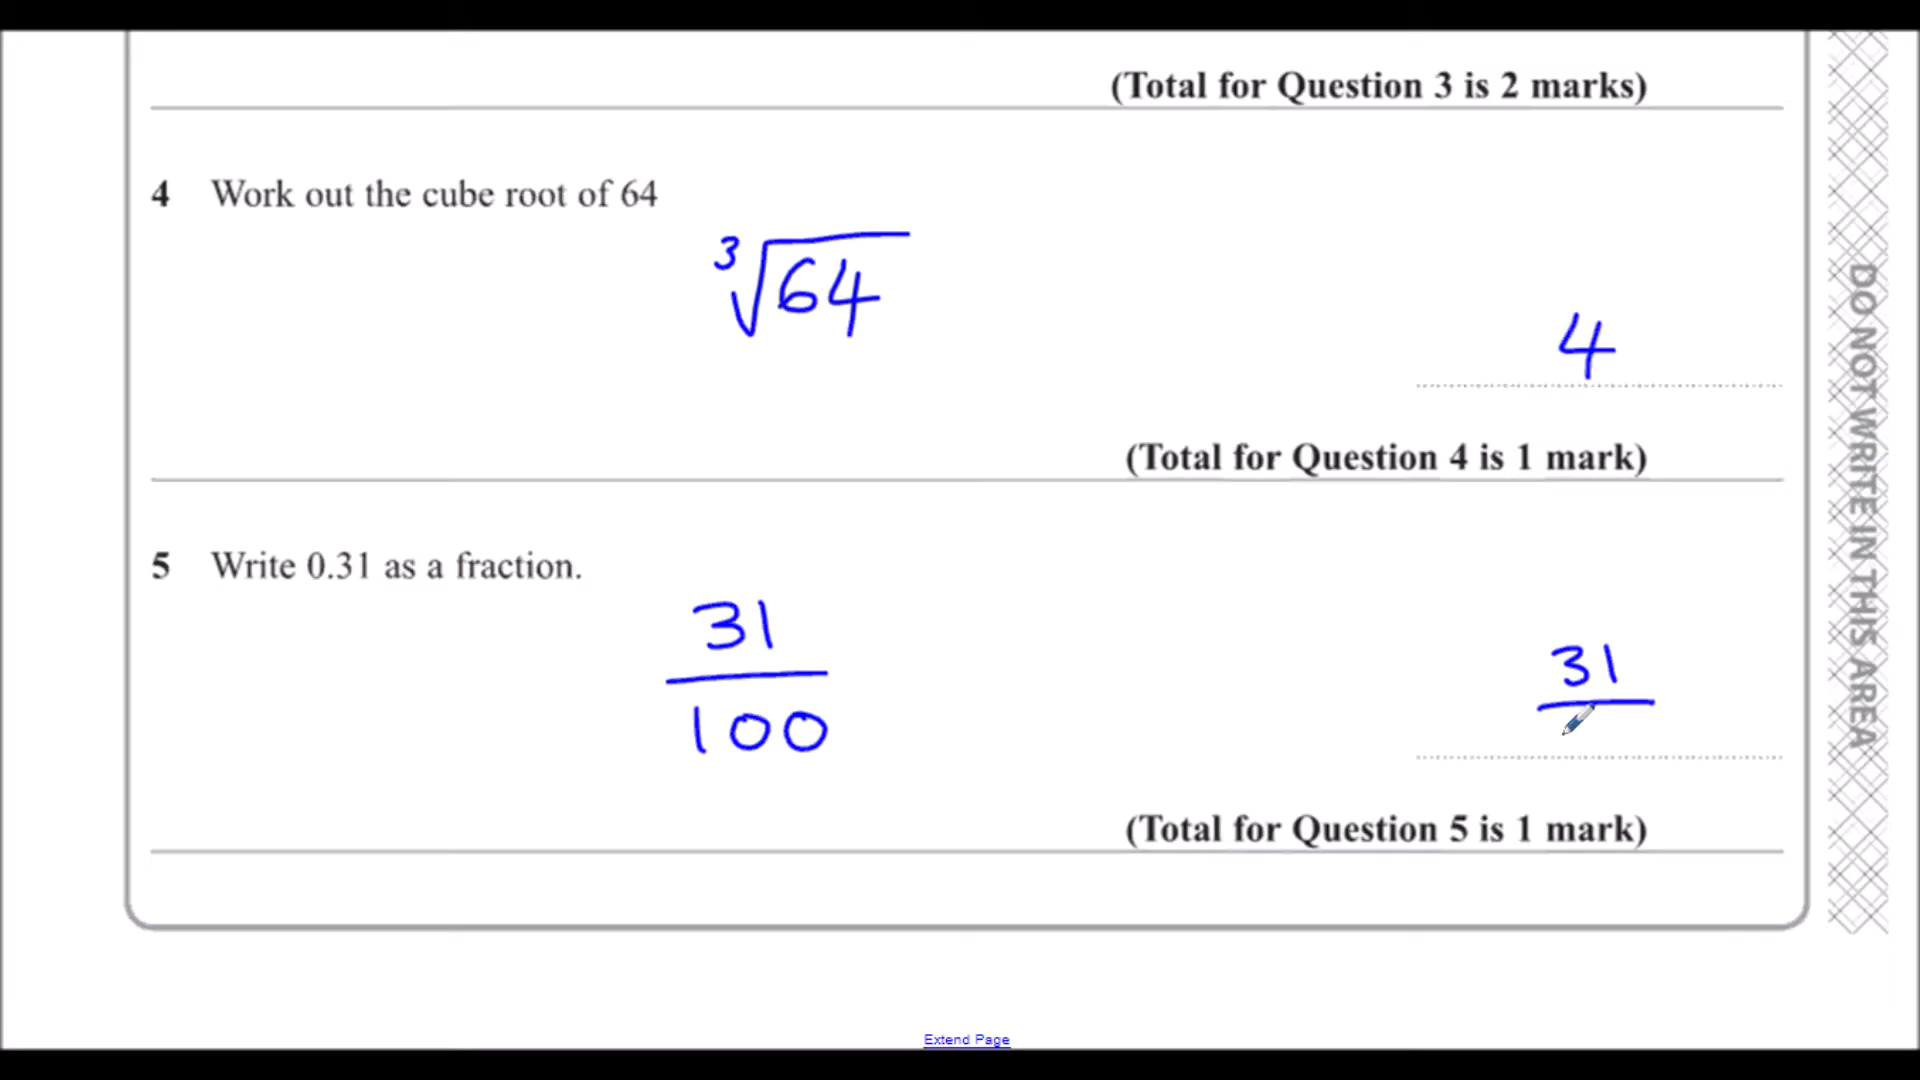 (Total for Question 3 is 2 marks)
4 Work out the cube root of 64
³√64
4
(Total for Question 4 is 1 mark)
5 Write 0.31 as a fraction.
31
100
31
(Total for Question 5 is 1 mark)
DO NOT WRITE IN THIS AREA
Extend Page